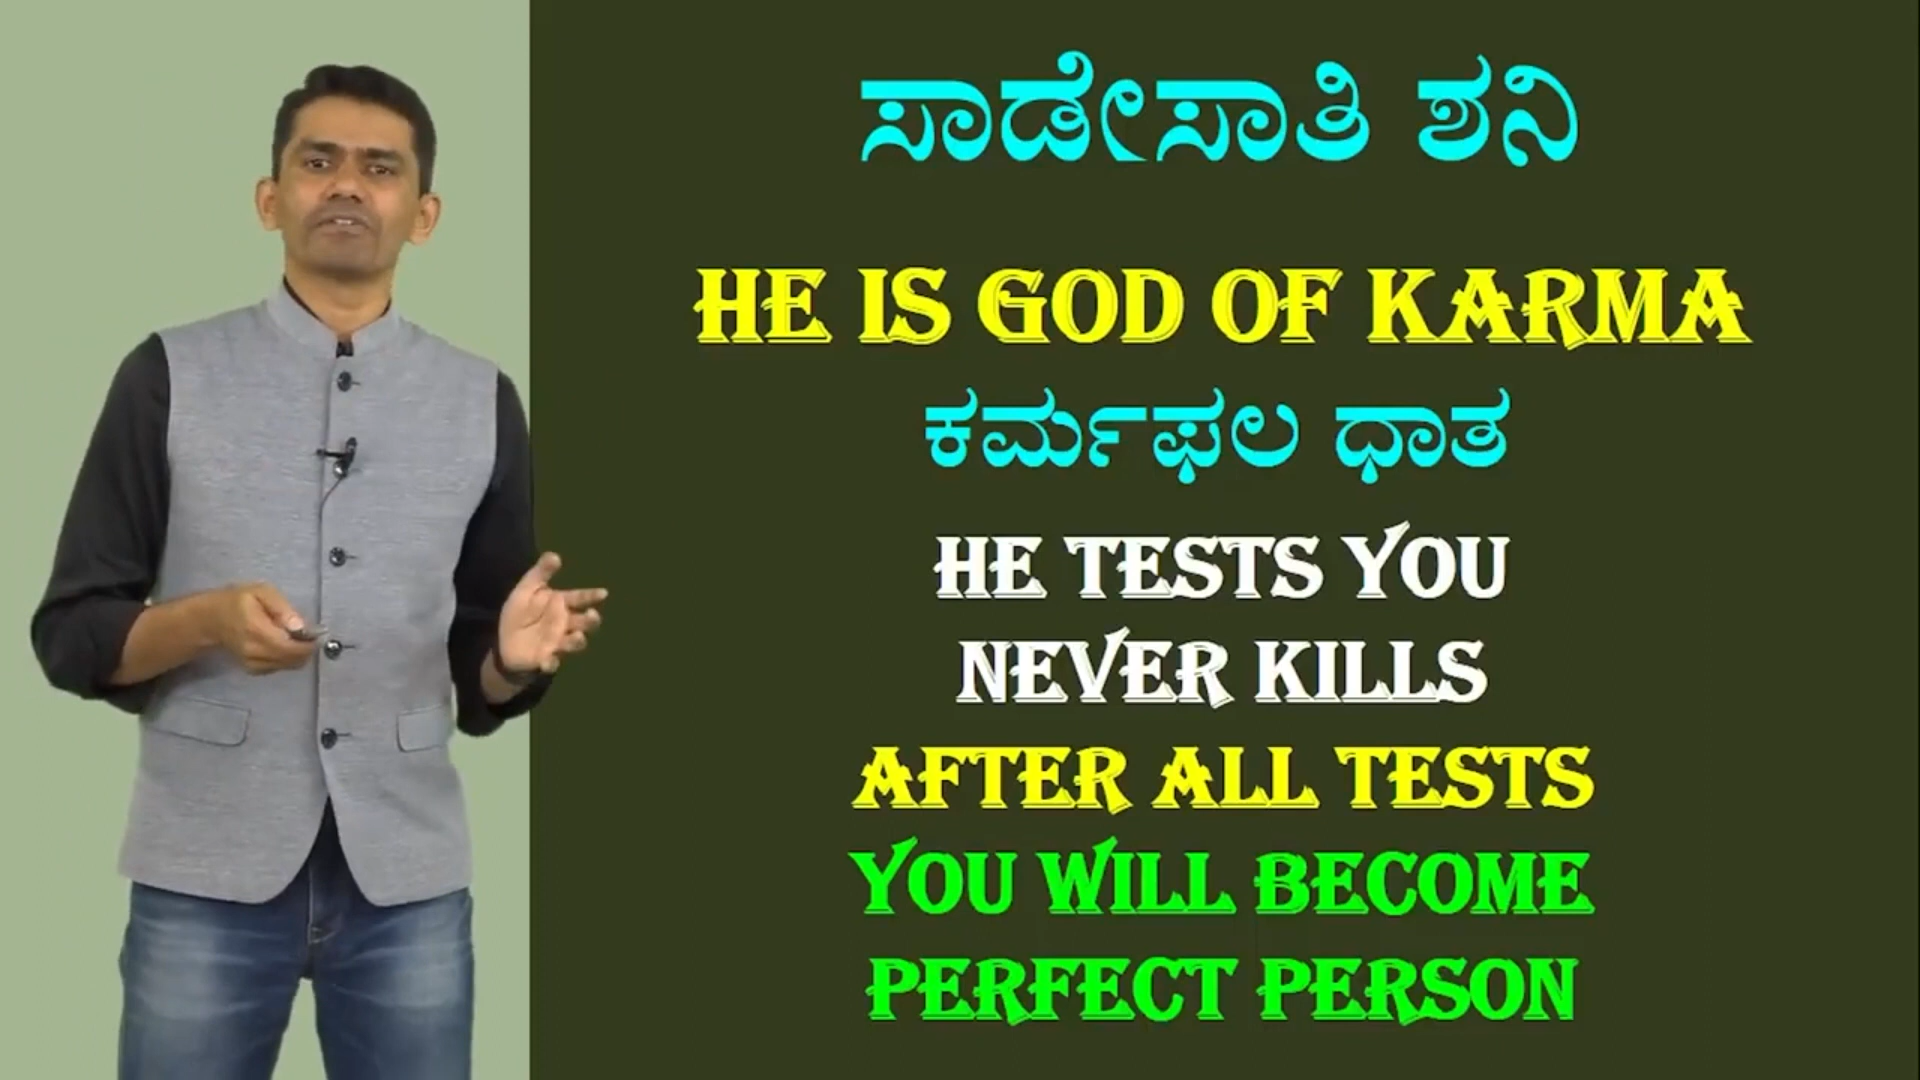 ಸಾಡೇಸಾತಿ ಶನಿ
HE IS GOD OF KARMA
ಕರ್ಮಫಲ ಧಾತ
HE TESTS YOU
NEVER KILLS
AFTER ALL TESTS
YOU WILL BECOME
PERFECT PERSON